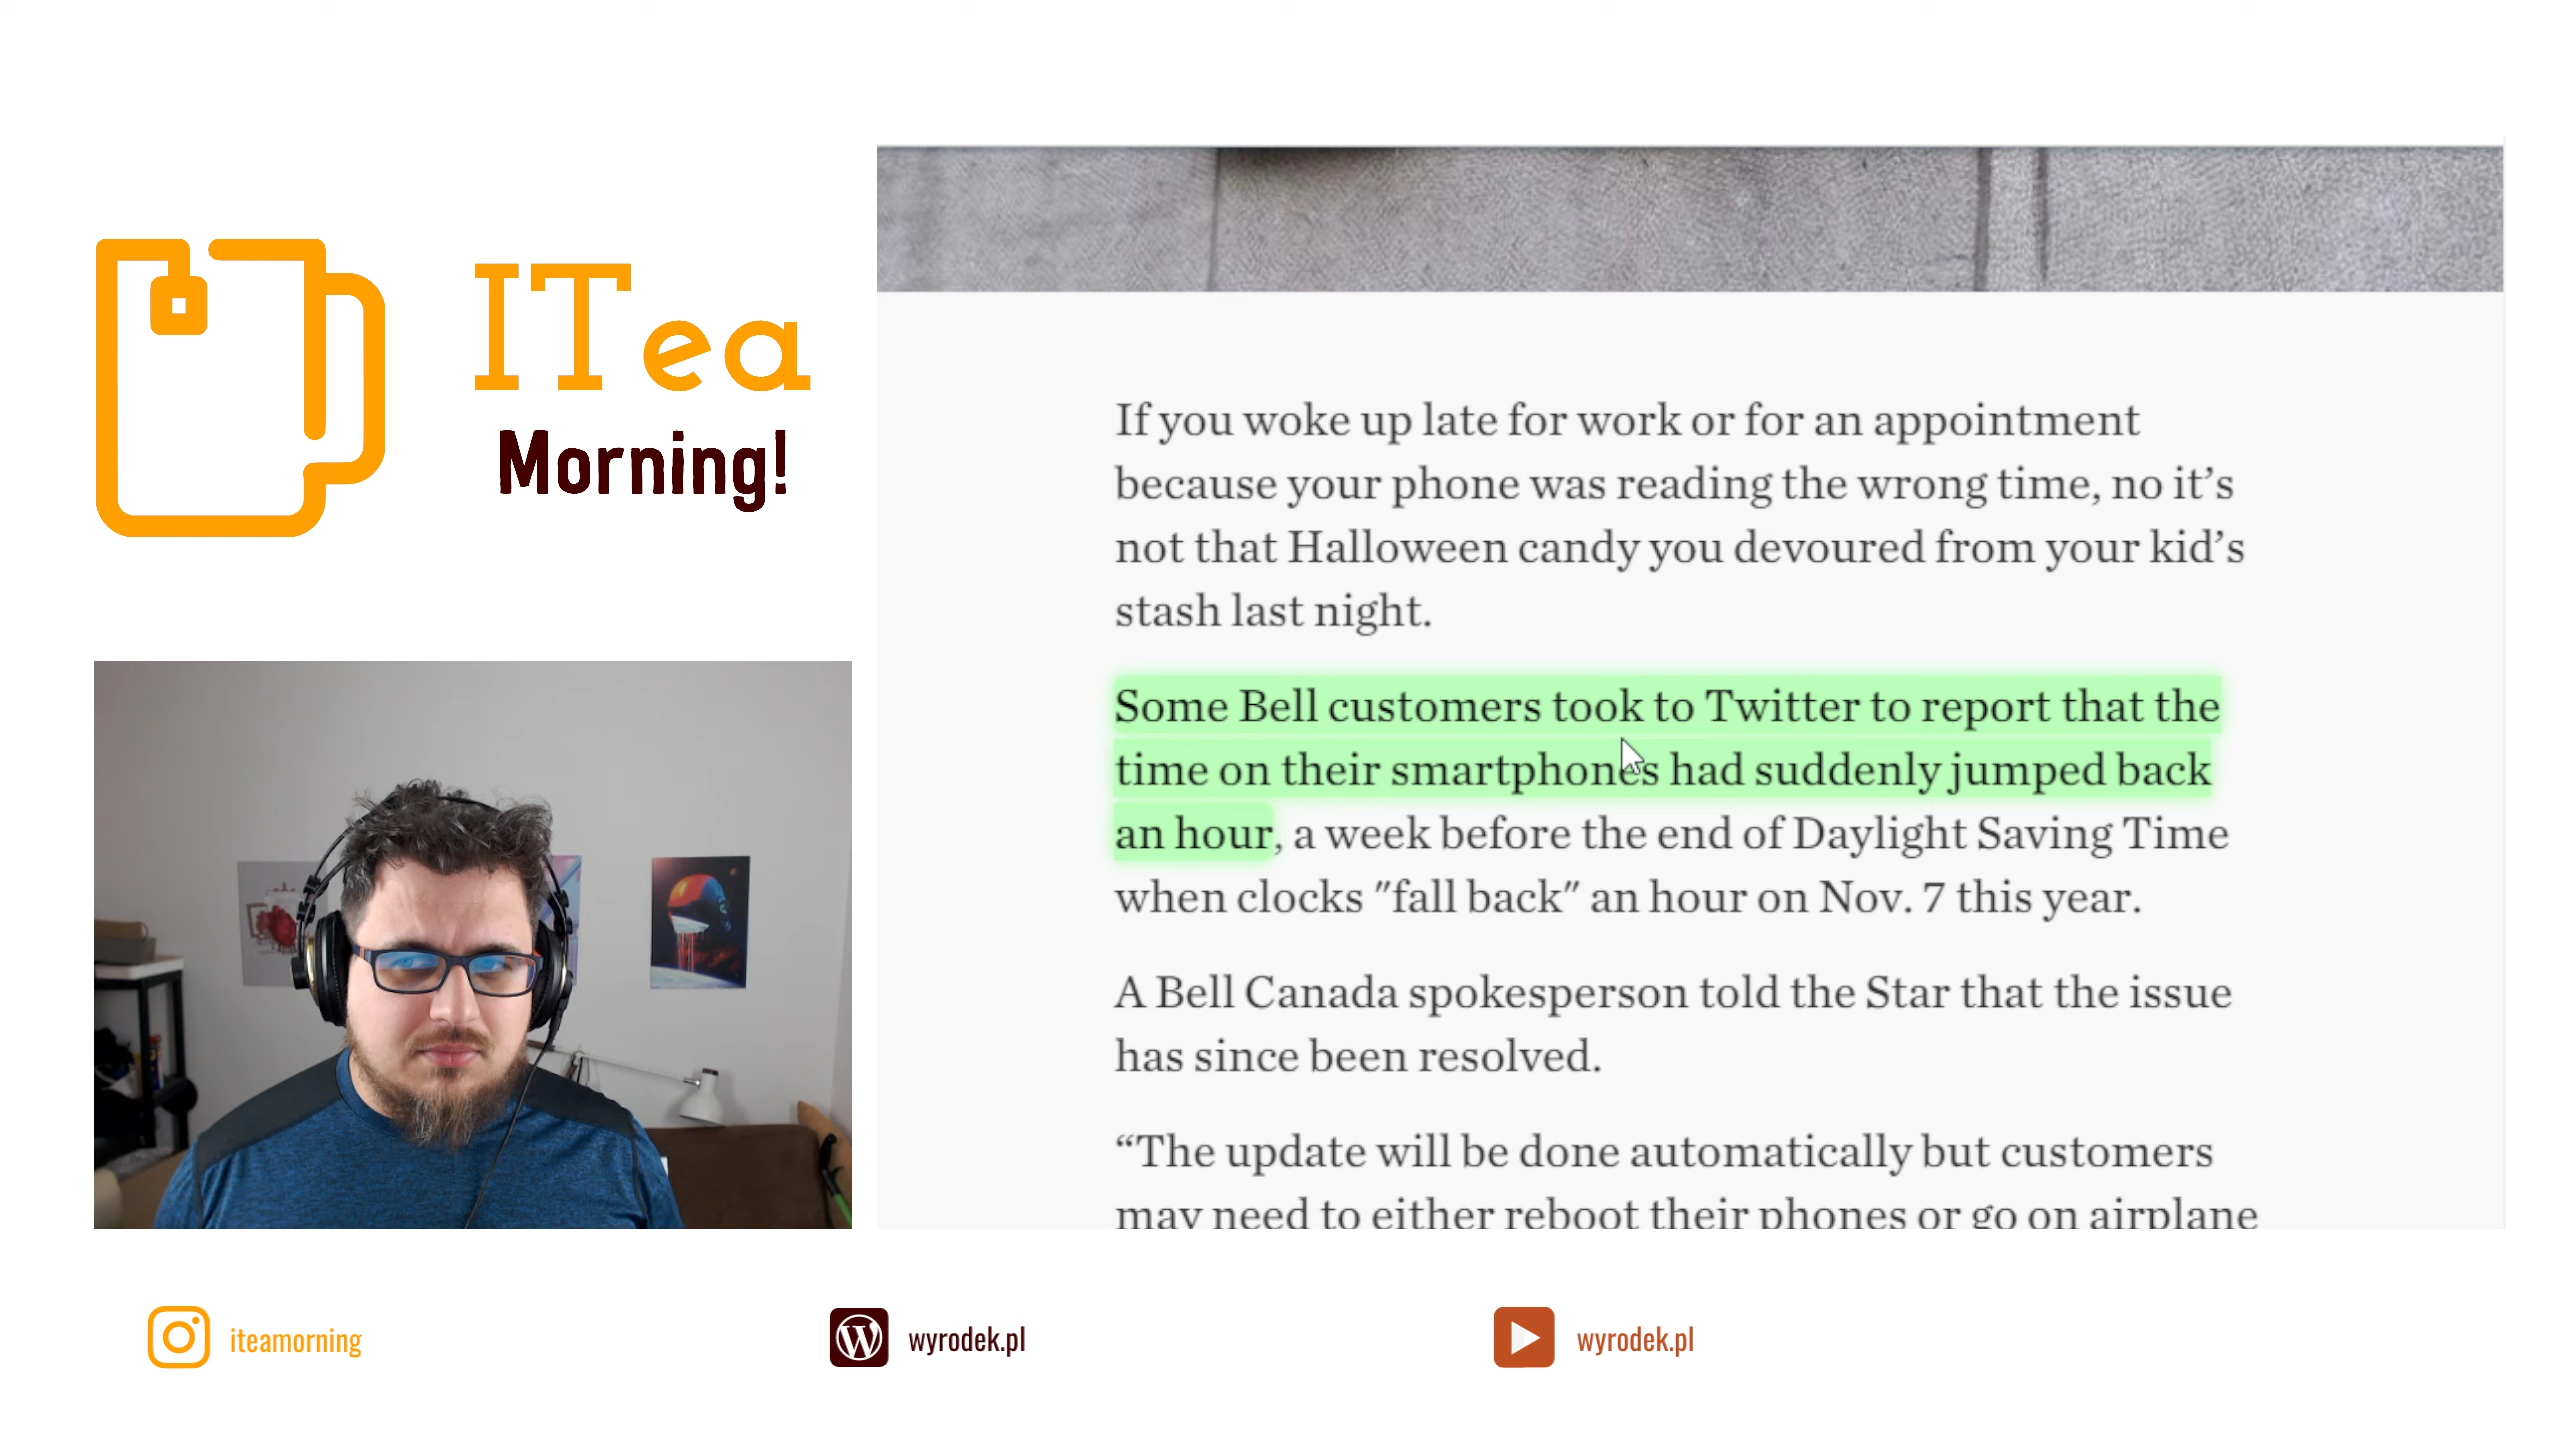 ITea
Morning!
If you woke up late for work or for an appointment
because your phone was reading the wrong time, no it’s
not that Halloween candy you devoured from your kid’s
stash last night.
Some Bell customers took to Twitter to report that the
time on their smartphones had suddenly jumped back
an hour, a week before the end of Daylight Saving Time
when clocks "fall back" an hour on Nov. 7 this year.
A Bell Canada spokesperson told the Star that the issue
has since been resolved.
“The update will be done automatically but customers
may need to either reboot their phones or go on airplane
iteamorning
wyrodek.pl
wyrodek.pl